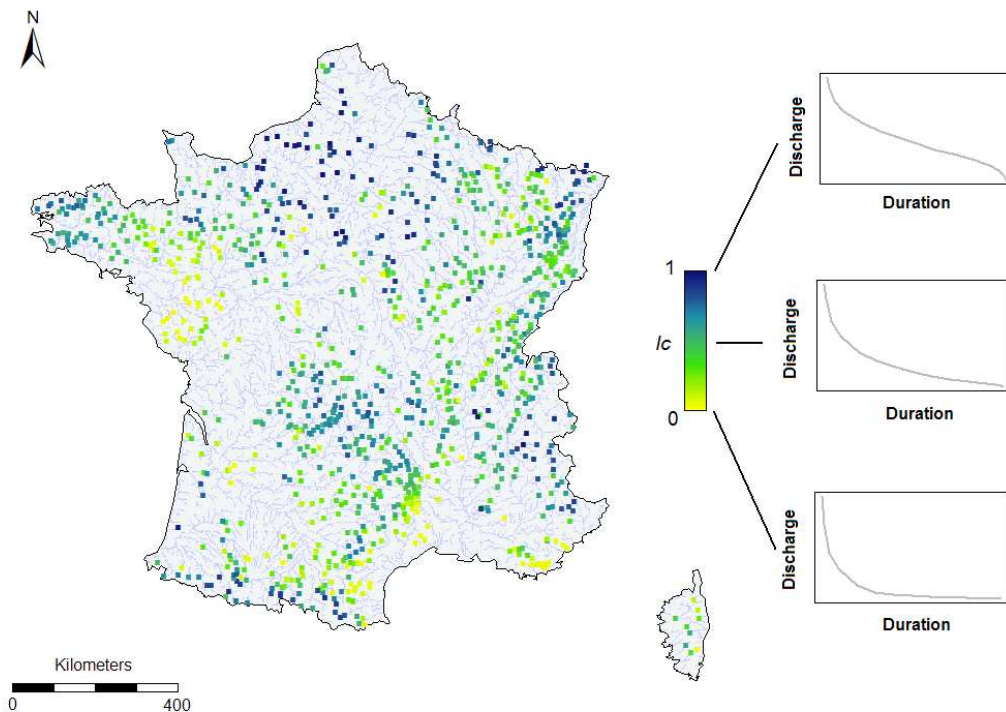 N
Discharge
Duration
1
Ic
0
Discharge
Duration
Discharge
Duration
Kilometers
0 400